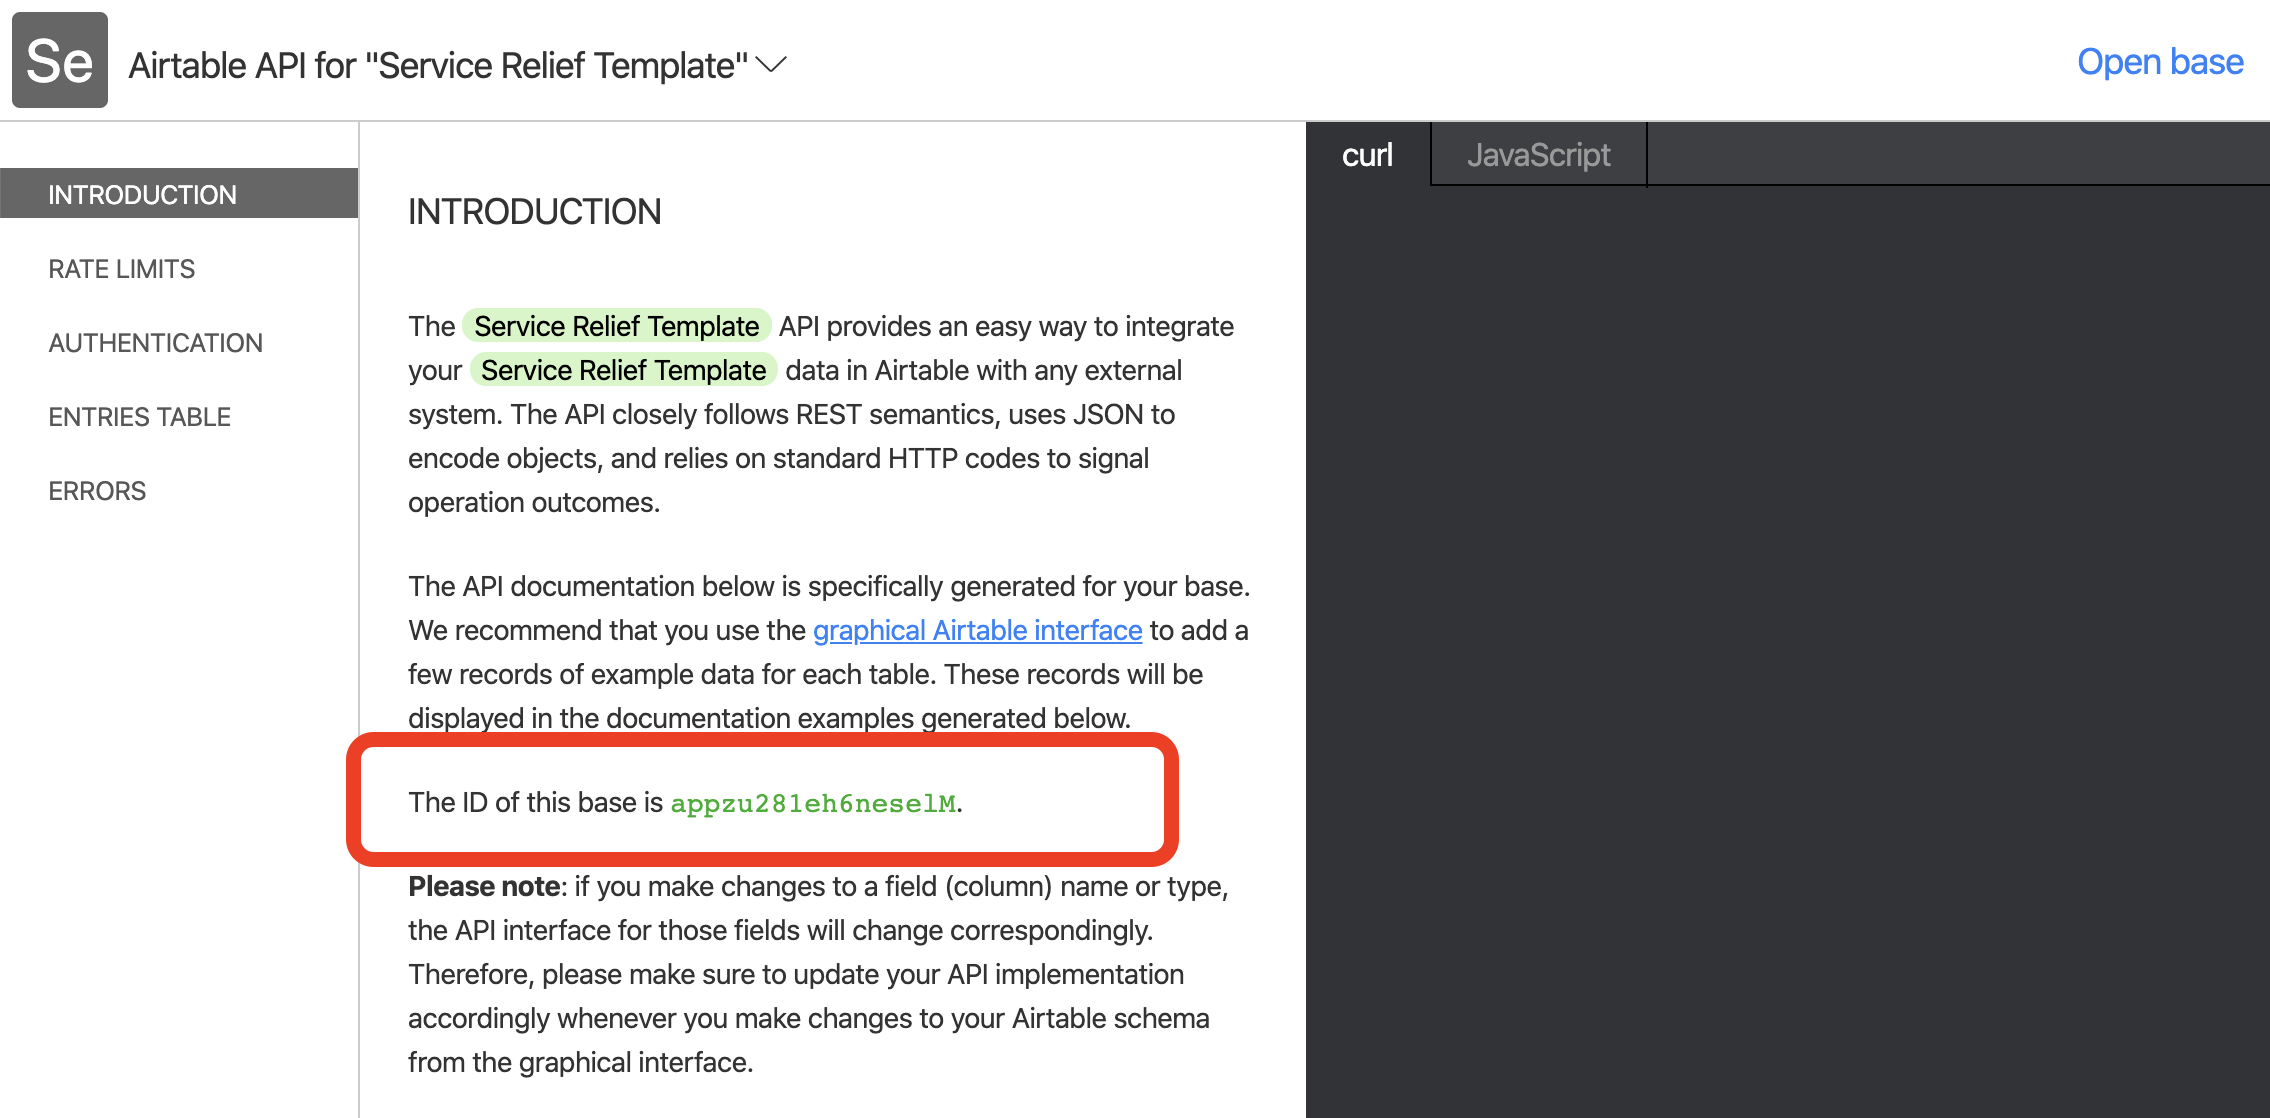 Se
Airtable API for "Service Relief Template"
Open base
INTRODUCTION
RATE LIMITS
AUTHENTICATION
ENTRIES TABLE
ERRORS
INTRODUCTION
The Service Relief Template API provides an easy way to integrate
your Service Relief Template data in Airtable with any external
system. The API closely follows REST semantics, uses JSON to
encode objects, and relies on standard HTTP codes to signal
operation outcomes.
The API documentation below is specifically generated for your base.
We recommend that you use the graphical Airtable interface to add a
few records of example data for each table. These records will be
displayed in the documentation examples generated below.
The ID of this base is appzu281eh6neselM.
Please note: if you make changes to a field (column) name or type,
the API interface for those fields will change correspondingly.
Therefore, please make sure to update your API implementation
accordingly whenever you make changes to your Airtable schema
from the graphical interface.
curl
JavaScript